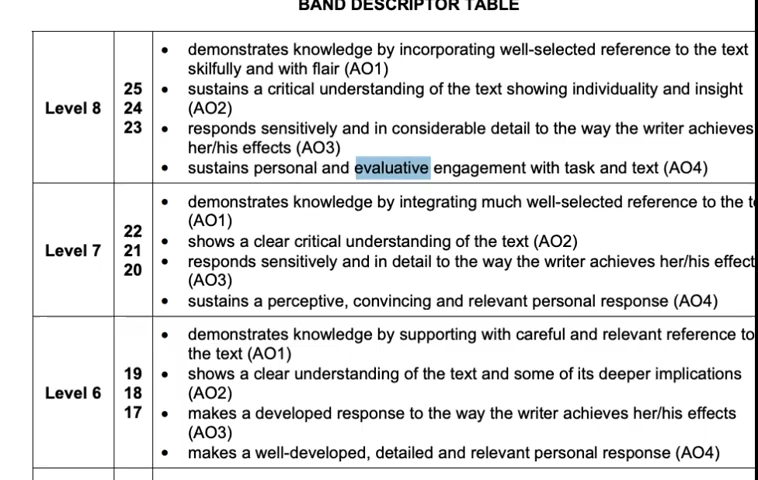 BAND DESCRIPTOR TABLE
Level 8
25
24
23
• demonstrates knowledge by incorporating well-selected reference to the text
skilfully and with flair (AO1)
• sustains a critical understanding of the text showing individuality and insight
(AO2)
• responds sensitively and in considerable detail to the way the writer achieves
her/his effects (AO3)
• sustains personal and evaluative engagement with task and text (AO4)
Level 7
22
21
20
• demonstrates knowledge by integrating much well-selected reference to the
(AO1)
• shows a clear critical understanding of the text (AO2)
• responds sensitively and in detail to the way the writer achieves her/his effect
(AO3)
• sustains a perceptive, convincing and relevant personal response (AO4)
Level 6
19
18
17
• demonstrates knowledge by supporting with careful and relevant reference to
the text (AO1)
• shows a clear understanding of the text and some of its deeper implications
(AO2)
• makes a developed response to the way the writer achieves her/his effects
(AO3)
• makes a well-developed, detailed and relevant personal response (AO4)